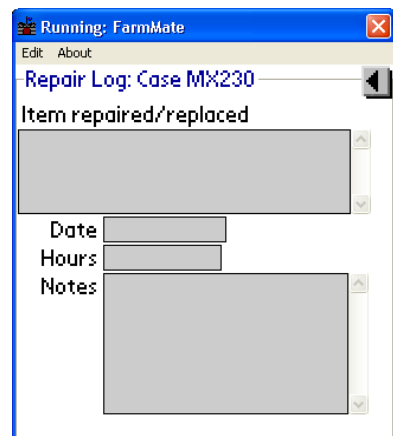 Running: FarmMate
Edit About
Repair Log: Case MX230
Item repaired/replaced
Date
Hours
Notes